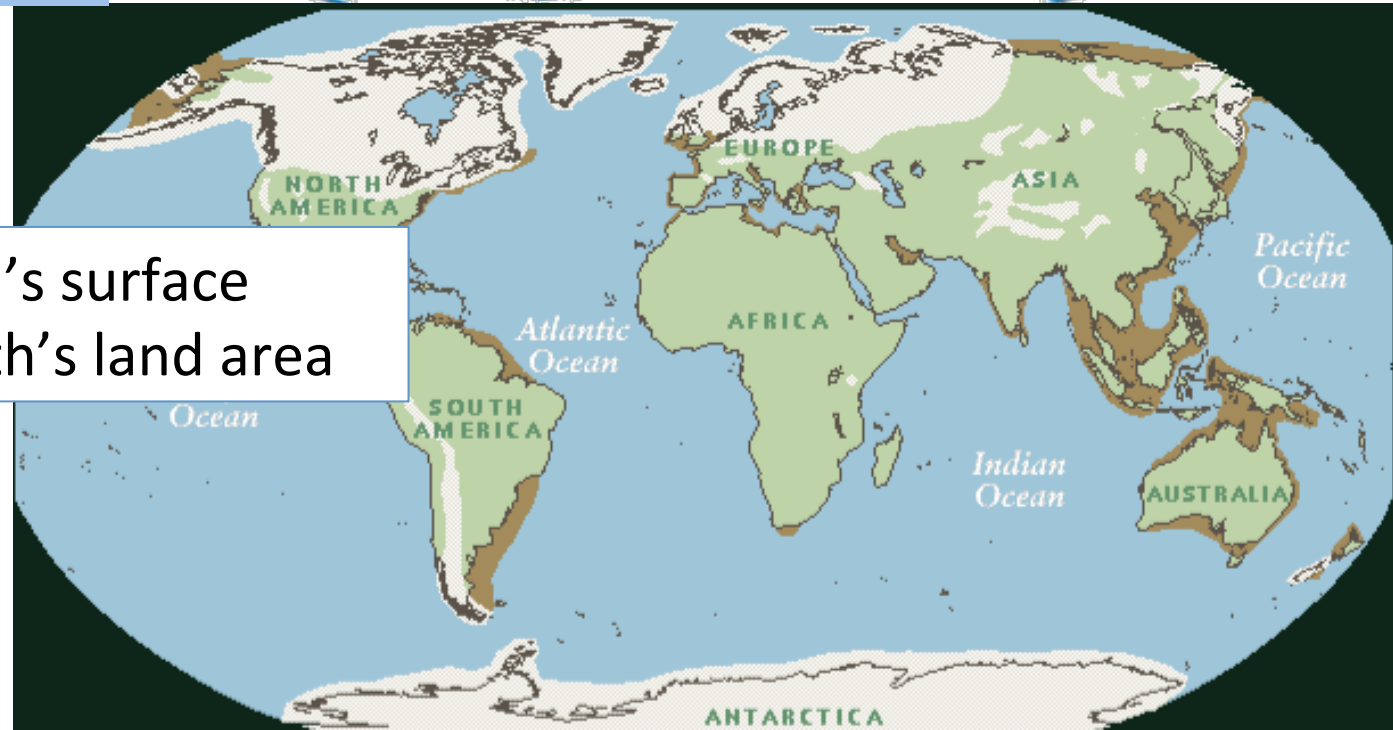 EUROPE
ASIA
NORTH
AMERICA
's surface
's land area
Pacific
Ocean
Atlantic
Ocean
AFRICA
Ocean
SOUTH
AMERICA
Indian
Ocean
AUSTRALIA
ANTARCTICA